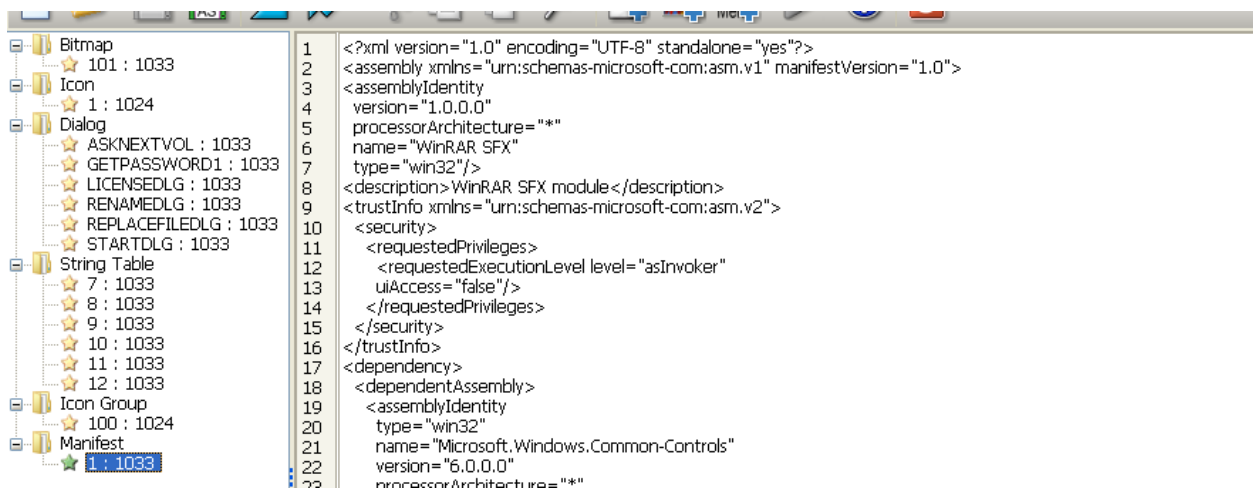 AS
Me
Bitmap
101 : 1033
Icon
1 : 1024
Dialog
ASKNEXTVOL : 1033
GETPASSWORD1 : 1033
LICENSEDLG : 1033
RENAMEDLG : 1033
REPLACEFILEDLG : 1033
STARTDLG : 1033
String Table
7 : 1033
8 : 1033
9 : 1033
10 : 1033
11 : 1033
12 : 1033
Icon Group
100 : 1024
Manifest
1 : 1033
1 <?xml version="1.0" encoding="UTF-8" standalone="yes"?>
2 <assembly xmlns="urn:schemas-microsoft-com:asm.v1" manifestVersion="1.0">
3 <assemblyIdentity
4 version="1.0.0.0"
5 processorArchitecture="*"
6 name="WinRAR SFX"
7 type="win32"/>
8 <description>WinRAR SFX module</description>
9 <trustInfo xmlns="urn:schemas-microsoft-com:asm.v2">
10 <security>
11 <requestedPrivileges>
12 <requestedExecutionLevel level="asInvoker"
13 uiAccess="false"/>
14 </requestedPrivileges>
15 </security>
16 </trustInfo>
17 <dependency>
18 <dependentAssembly>
19 <assemblyIdentity
20 type="win32"
21 name="Microsoft.Windows.Common-Controls"
22 version="6.0.0.0"
23 processorArchitecture="*"